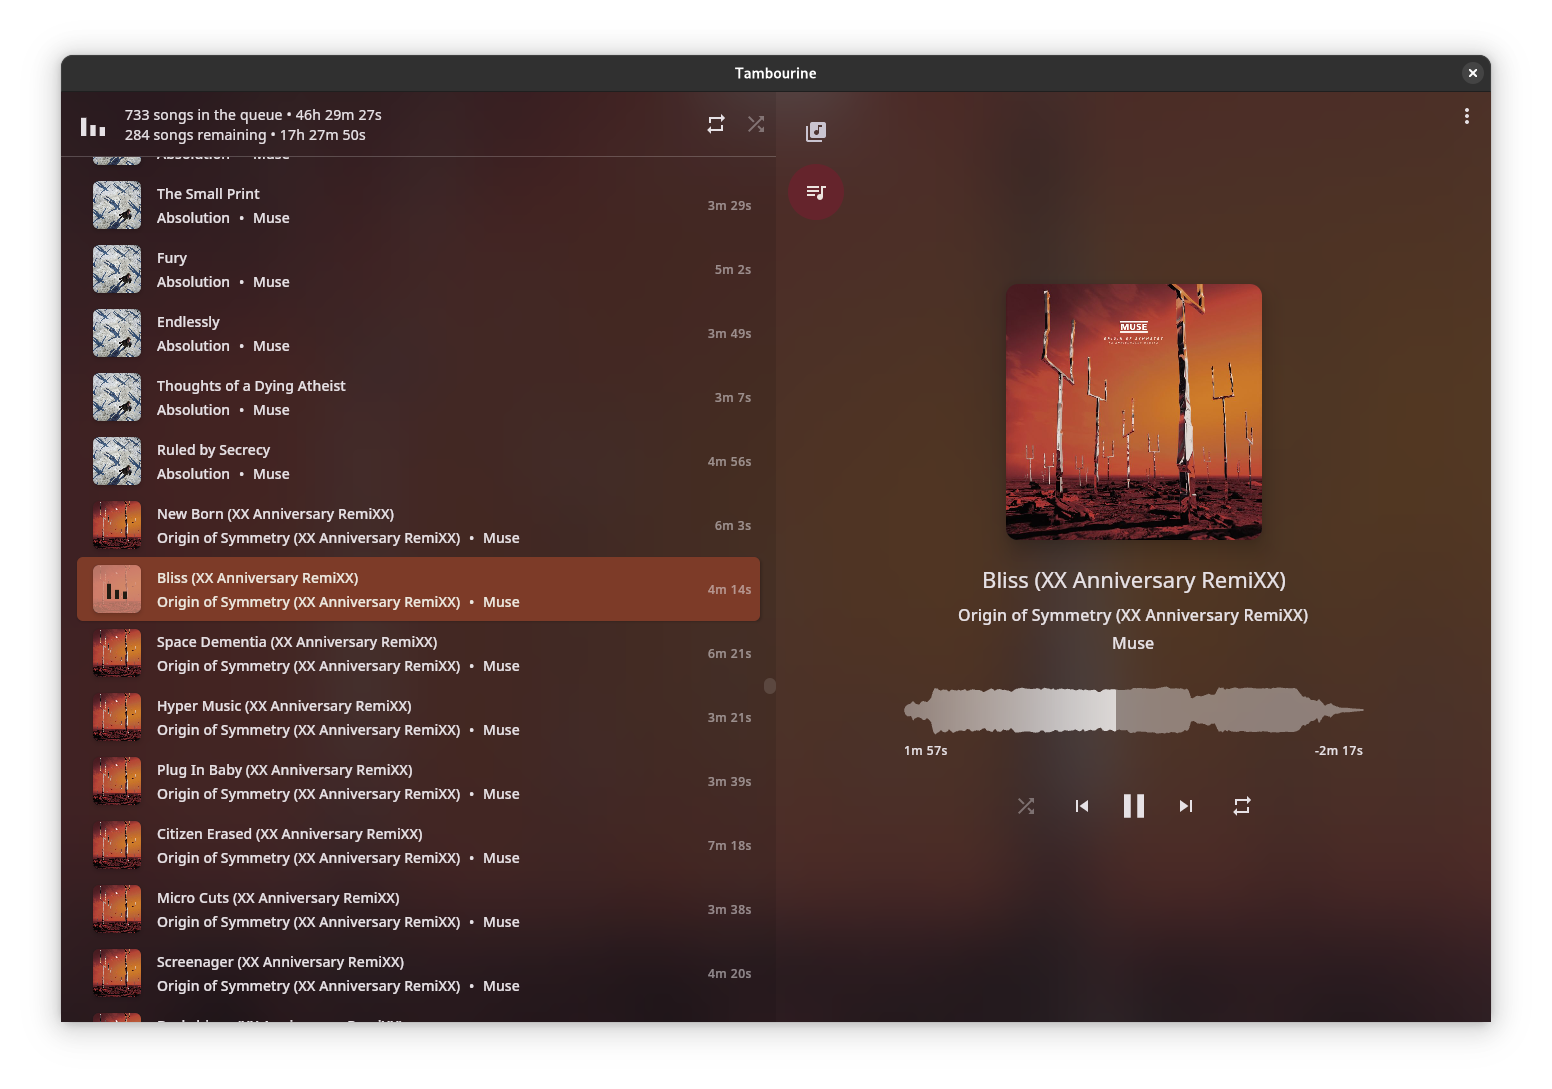 Tambourine
733 songs in the queue • 46h 29m 27s
284 songs remaining • 17h 27m 50s
Absolution • Muse
The Small Print
Absolution • Muse
3m 29s
Fury
Absolution • Muse
5m 2s
Endlessly
Absolution • Muse
3m 49s
Thoughts of a Dying Atheist
Absolution • Muse
3m 7s
Ruled by Secrecy
Absolution • Muse
4m 56s
New Born (XX Anniversary RemiXX)
Origin of Symmetry (XX Anniversary RemiXX) • Muse
6m 3s
Bliss (XX Anniversary RemiXX)
Origin of Symmetry (XX Anniversary RemiXX) • Muse
4m 14s
Space Dementia (XX Anniversary RemiXX)
Origin of Symmetry (XX Anniversary RemiXX) • Muse
6m 21s
Hyper Music (XX Anniversary RemiXX)
Origin of Symmetry (XX Anniversary RemiXX) • Muse
3m 21s
Plug In Baby (XX Anniversary RemiXX)
Origin of Symmetry (XX Anniversary RemiXX) • Muse
3m 39s
Citizen Erased (XX Anniversary RemiXX)
Origin of Symmetry (XX Anniversary RemiXX) • Muse
7m 18s
Micro Cuts (XX Anniversary RemiXX)
Origin of Symmetry (XX Anniversary RemiXX) • Muse
3m 38s
Screenager (XX Anniversary RemiXX)
Origin of Symmetry (XX Anniversary RemiXX) • Muse
4m 20s
MUSE
ORIGIN OF SYMMETRY
Bliss (XX Anniversary RemiXX)
Origin of Symmetry (XX Anniversary RemiXX)
Muse
1m 57s
-2m 17s